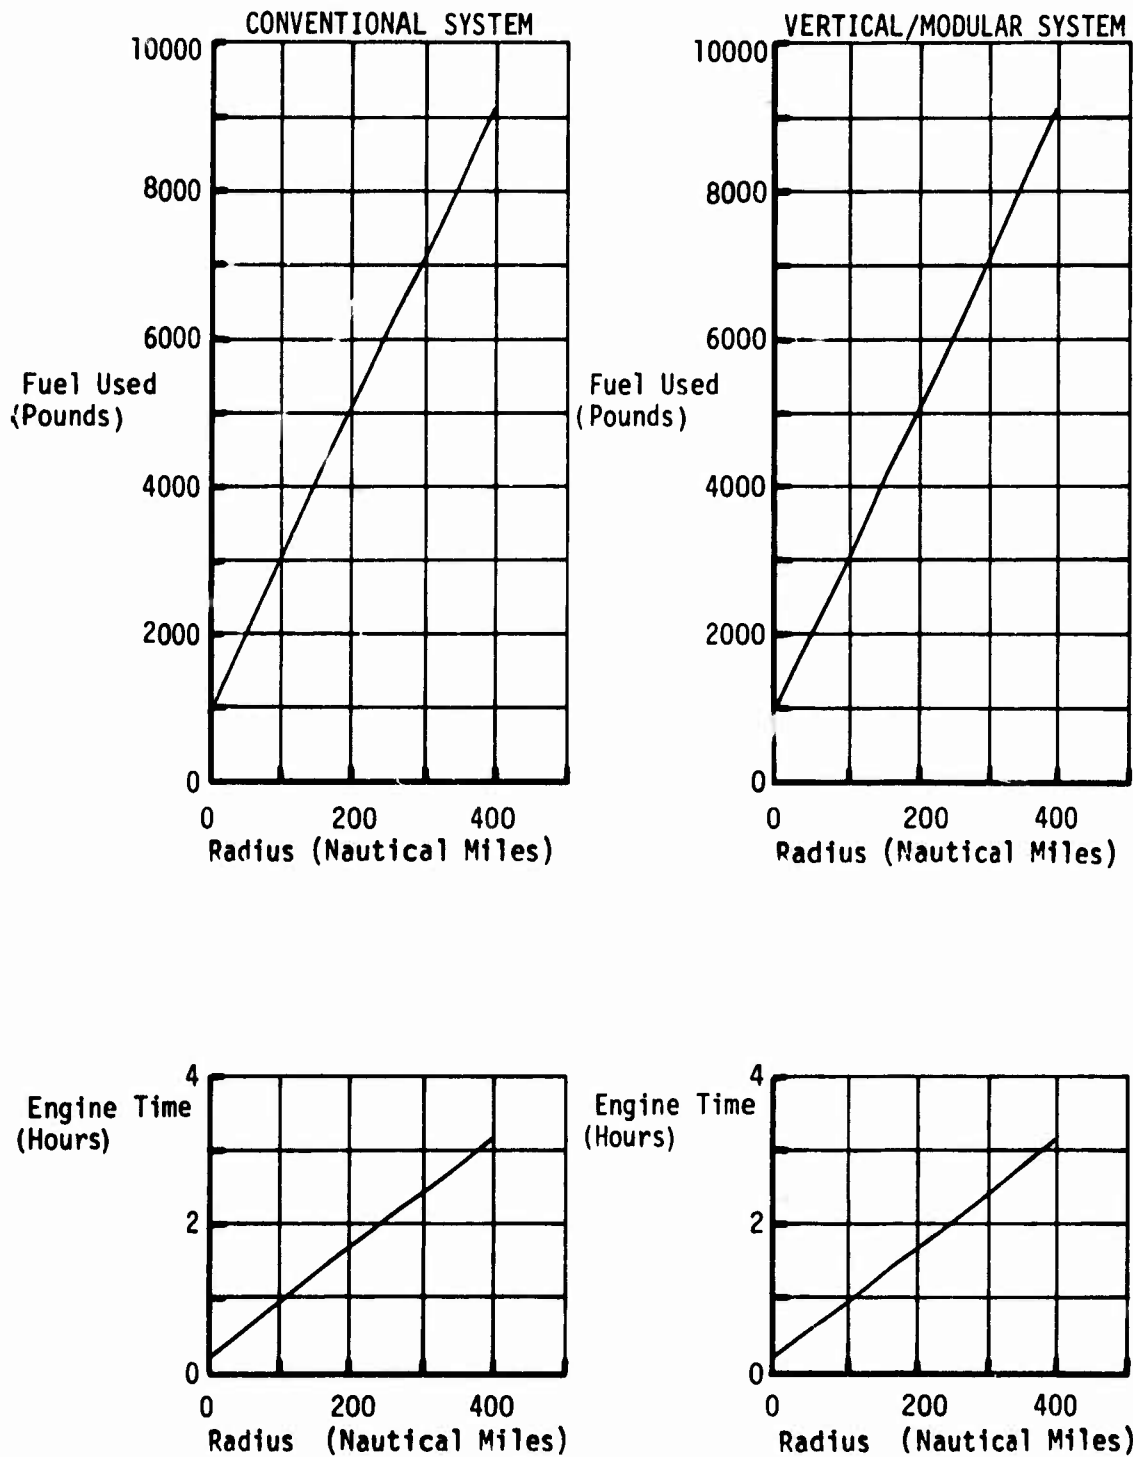 CONVENTIONAL SYSTEM
10000
8000
6000
Fuel Used
(Pounds)
4000
2000
0
0 200 400
Radius (Nautical Miles)
VERTICAL/MODULAR SYSTEM
10000
8000
6000
Fuel Used
(Pounds)
4000
2000
0
0 200 400
Radius (Nautical Miles)
4
Engine Time
(Hours)
2
0
0 200 400
Radius (Nautical Miles)
4
Engine Time
(Hours)
2
0
0 200 400
Radius (Nautical Miles)